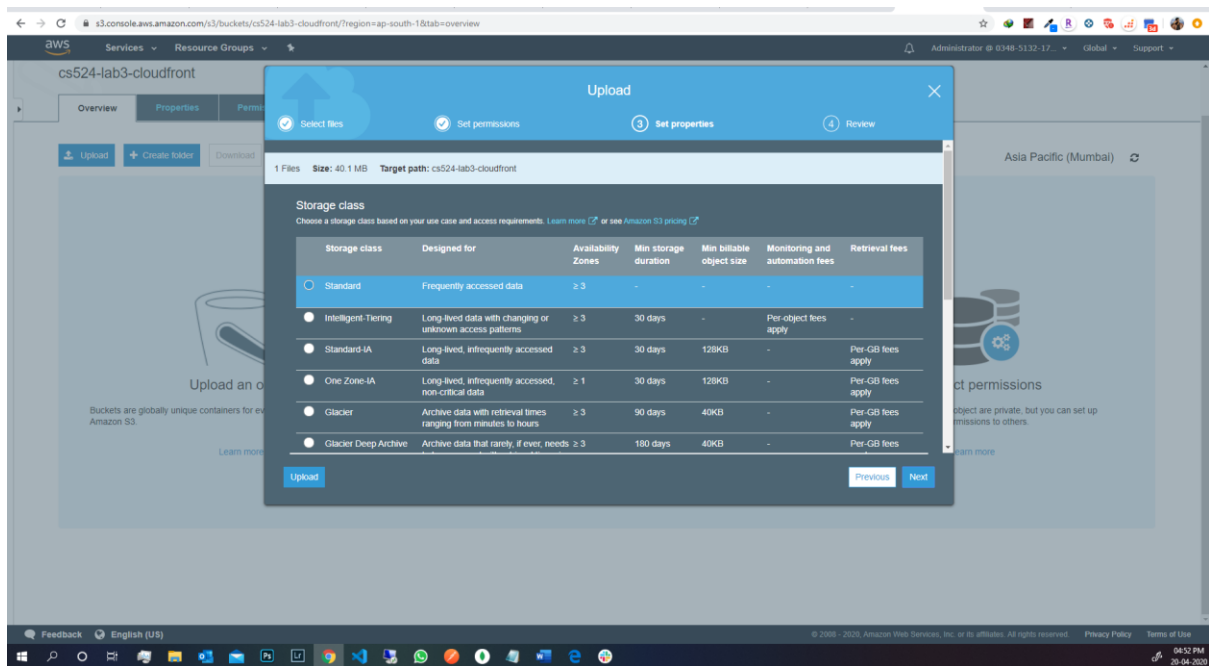 s3.console.aws.amazon.com/s3/buckets/cs524-lab3-cloudfront/?region=ap-south-1&tab=overview
aws Services Resource Groups Administrator @ 0348-5132-17... Global Support
cs524-lab3-cloudfront
Overview Properties Permis
Upload Create folder Download
Asia Pacific (Mumbai)
Upload an o
Buckets are globally unique containers for ev
Amazon S3.
Learn more
ct permissions
object are private, but you can set up
rmissions to others.
earn more
Upload
Select files Set permissions 3 Set properties 4 Review
1 Files Size: 40.1 MB Target path: cs524-lab3-cloudfront
Storage class
Choose a storage class based on your use case and access requirements. Learn more or see Amazon S3 pricing
Storage class Designed for Availability Zones Min storage duration Min billable object size Monitoring and automation fees Retrieval fees
Standard Frequently accessed data ≥ 3 - - - -
Intelligent-Tiering Long-lived data with changing or unknown access patterns ≥ 3 30 days - Per-object fees apply -
Standard-IA Long-lived, infrequently accessed data ≥ 3 30 days 128KB - Per-GB fees apply
One Zone-IA Long-lived, infrequently accessed, non-critical data ≥ 1 30 days 128KB - Per-GB fees apply
Glacier Archive data with retrieval times ranging from minutes to hours ≥ 3 90 days 40KB - Per-GB fees apply
Glacier Deep Archive Archive data that rarely, if ever, needs ≥ 3 180 days 40KB - Per-GB fees
Upload Previous Next
Feedback English (US) © 2008 - 2020, Amazon Web Services, Inc. or its affiliates. All rights reserved. Privacy Policy Terms of Use
04:52 PM
20-04-2020